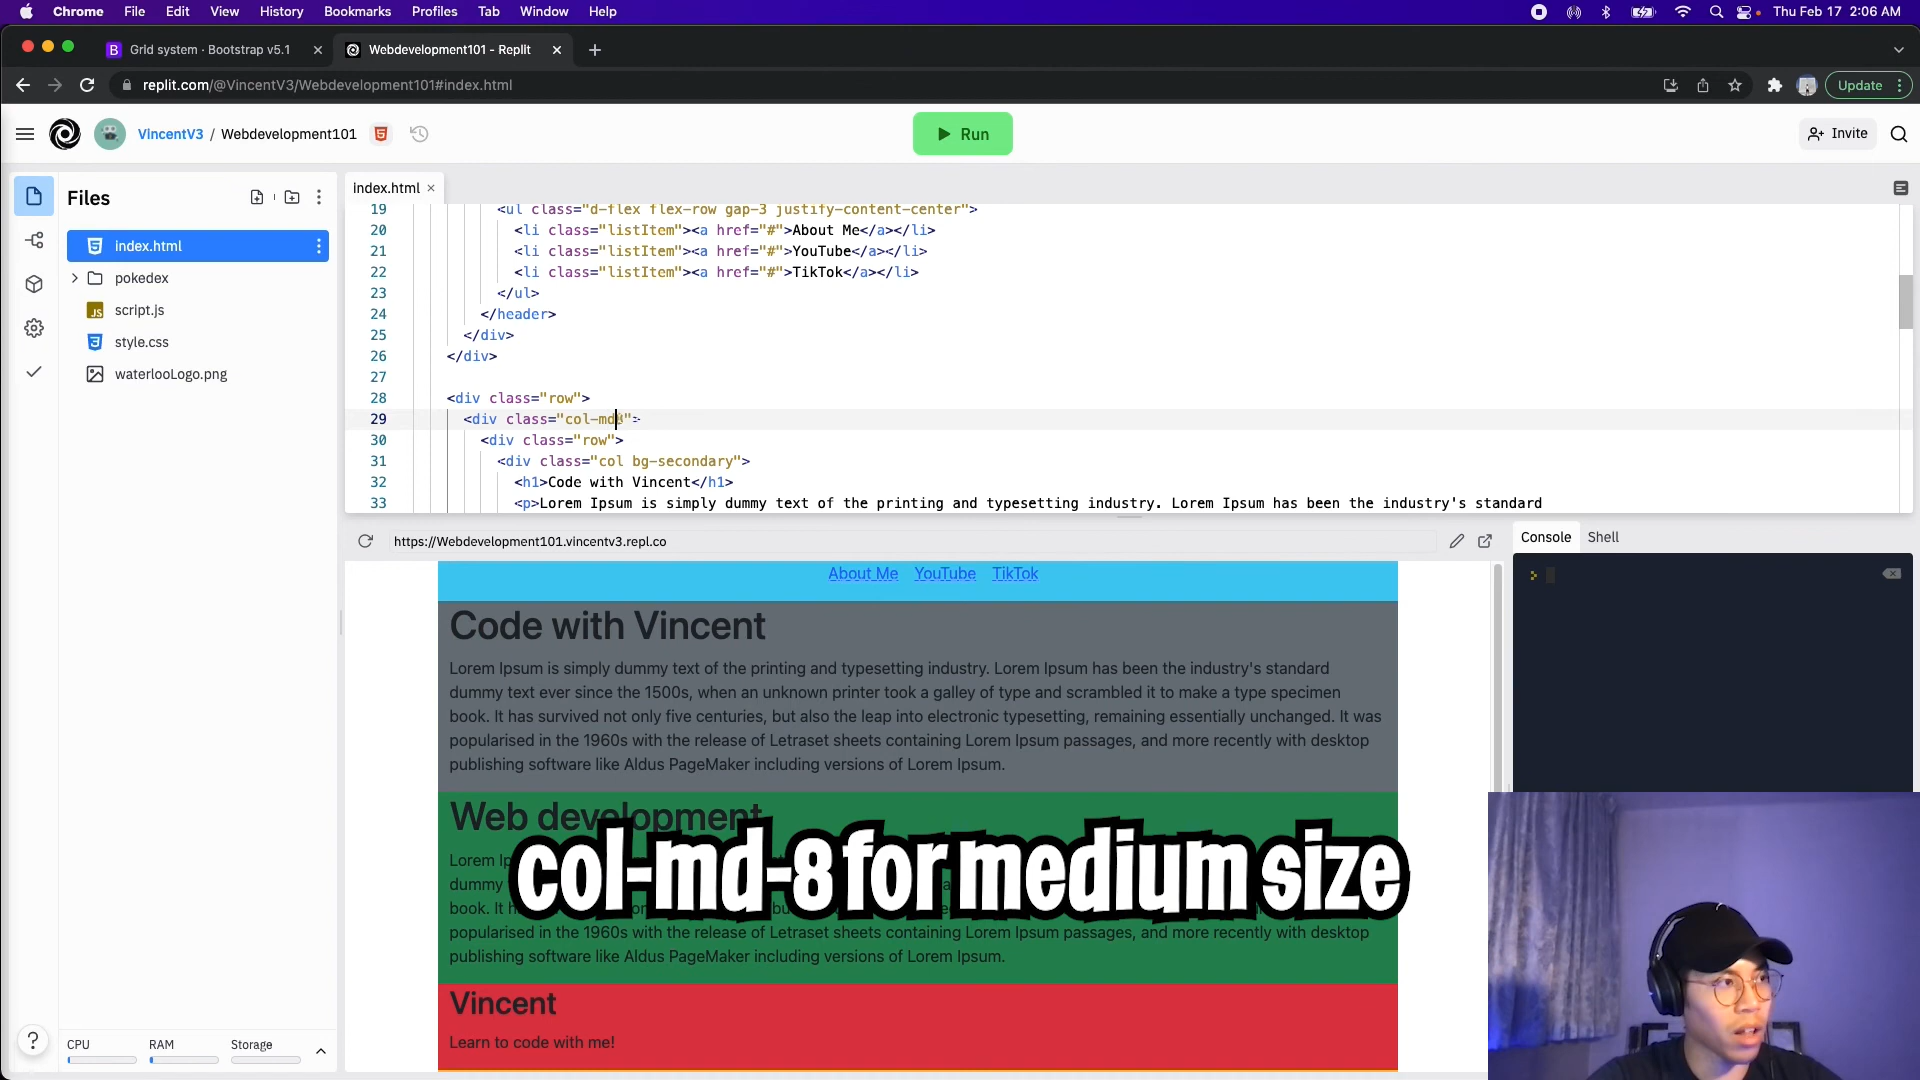 Chrome File Edit View History Bookmarks Profiles Tab Window Help Thu Feb 17 2:06 AM
B Grid system · Bootstrap v5.1 Webdevelopment101 - Replit
replit.com/@VincentV3/Webdevelopment101#index.html Update
VincentV3 / Webdevelopment101 Run Invite
Files
index.html
pokedex
script.js
style.css
waterlooLogo.png
CPU RAM Storage
index.html
19 <ul class="d-flex flex-row gap-3 justify-content-center">
20 <li class="listItem"><a href="#">About Me</a></li>
21 <li class="listItem"><a href="#">YouTube</a></li>
22 <li class="listItem"><a href="#">TikTok</a></li>
23 </ul>
24 </header>
25 </div>
26 </div>
27
28 <div class="row">
29 <div class="col-md8">
30 <div class="row">
31 <div class="col bg-secondary">
32 <h1>Code with Vincent</h1>
33 <p>Lorem Ipsum is simply dummy text of the printing and typesetting industry. Lorem Ipsum has been the industry's standard
https://Webdevelopment101.vincentv3.repl.co
Console Shell
About Me YouTube TikTok
Code with Vincent
Lorem Ipsum is simply dummy text of the printing and typesetting industry. Lorem Ipsum has been the industry's standard
dummy text ever since the 1500s, when an unknown printer took a galley of type and scrambled it to make a type specimen
book. It has survived not only five centuries, but also the leap into electronic typesetting, remaining essentially unchanged. It was
popularised in the 1960s with the release of Letraset sheets containing Lorem Ipsum passages, and more recently with desktop
publishing software like Aldus PageMaker including versions of Lorem Ipsum.
Web development
Lorem
dummy
book. It
col-md-8 for medium size
popularised in the 1960s with the release of Letraset sheets containing Lorem Ipsum passages, and more recently with desktop
publishing software like Aldus PageMaker including versions of Lorem Ipsum.
Vincent
Learn to code with me!